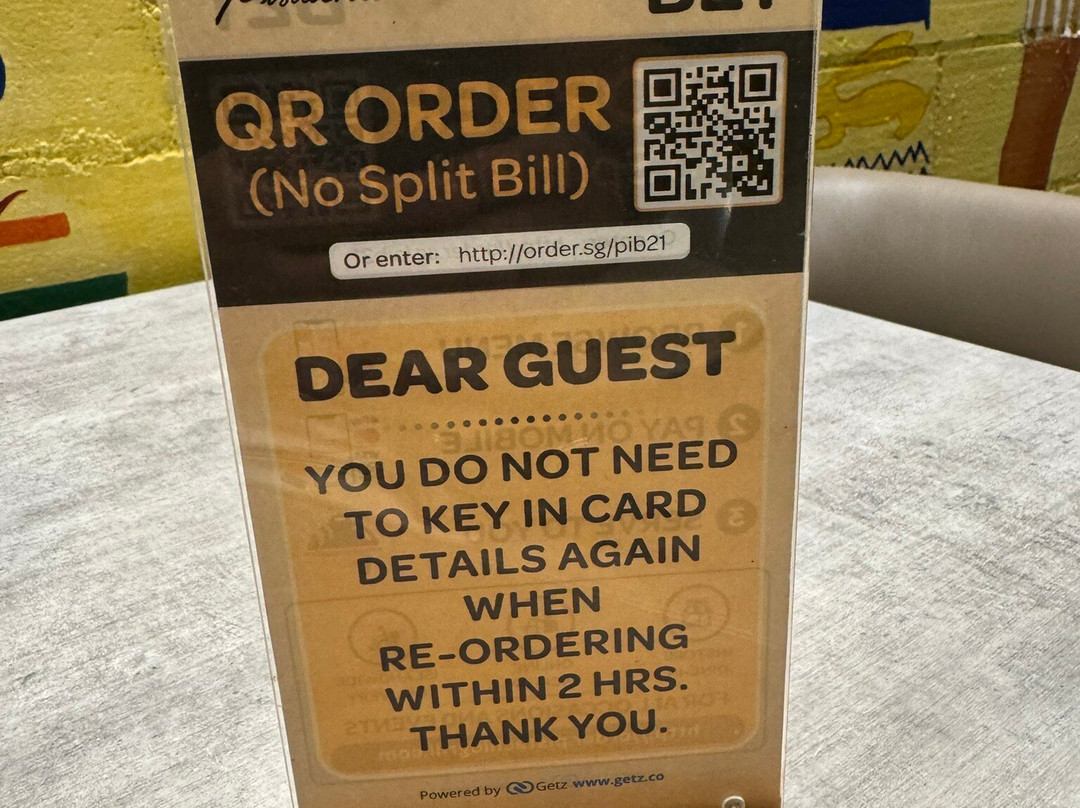 QR ORDER
(No Split Bill)
Or enter: http://order.sg/pib21
DEAR GUEST
YOU DO NOT NEED
TO KEY IN CARD
DETAILS AGAIN
WHEN
RE-ORDERING
WITHIN 2 HRS.
THANK YOU.
Powered by Getz www.getz.co